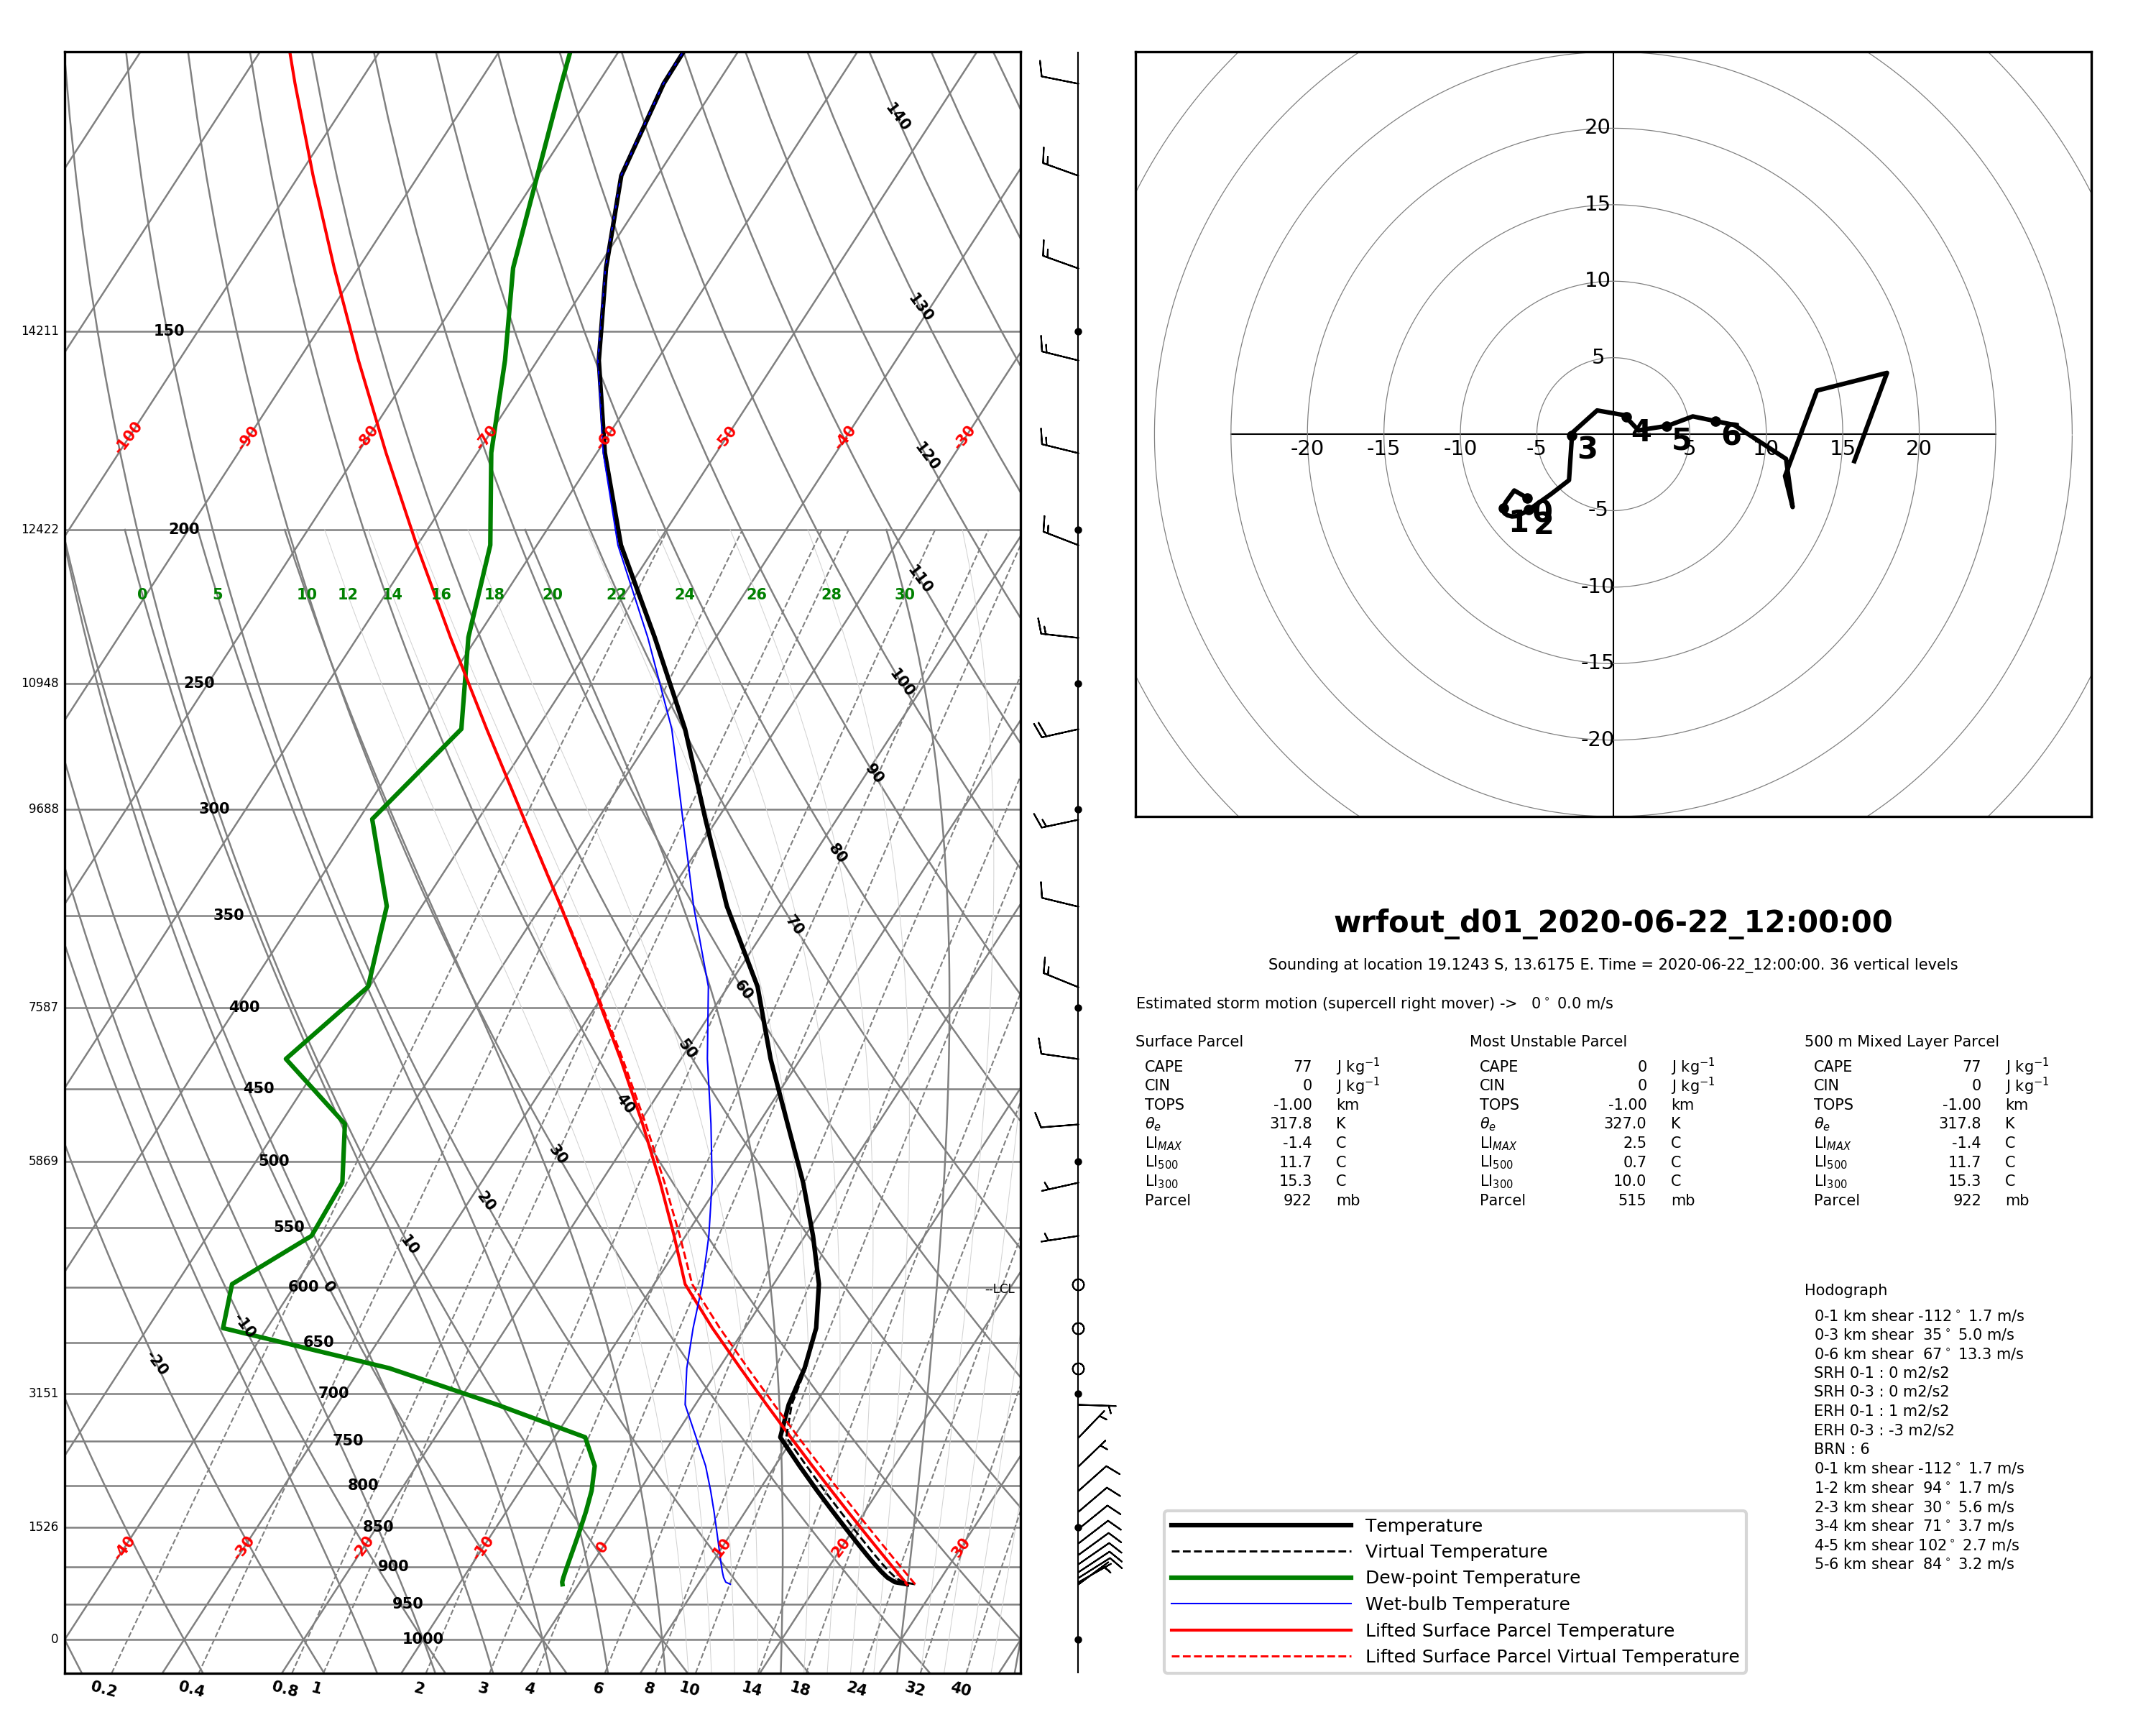 140
130
120
110
100
90
80
70
60
50
40
30
20
10
0
-10
-20
14211 150
-100 -90 -80 -70 -60 -50 -40 -30
12422 200
0 5 10 12 14 16 18 20 22 24 26 28 30
10948 250
9688 300
350
7587 400
450
5869 500
550
600
--LCL
650
3151 700
750
800
1526 850
-40 -30 -20 -10 0 10 20 30
900
950
0 1000
0.2 0.4 0.8 1 2 3 4 6 8 10 14 18 24 32 40
20
15
10
5
-20 -15 -10 -5 5 10 15 20
-5
-10
-15
-20
0 1 2 3 4 5 6
wrfout_d01_2020-06-22_12:00:00
Sounding at location 19.1243 S, 13.6175 E. Time = 2020-06-22_12:00:00. 36 vertical levels
Estimated storm motion (supercell right mover) -> 0° 0.0 m/s
Surface Parcel Most Unstable Parcel 500 m Mixed Layer Parcel
CAPE 77 J kg⁻¹ CAPE 0 J kg⁻¹ CAPE 77 J kg⁻¹
CIN 0 J kg⁻¹ CIN 0 J kg⁻¹ CIN 0 J kg⁻¹
TOPS -1.00 km TOPS -1.00 km TOPS -1.00 km
θe 317.8 K θe 327.0 K θe 317.8 K
LIMAX -1.4 C LIMAX 2.5 C LIMAX -1.4 C
LI500 11.7 C LI500 0.7 C LI500 11.7 C
LI300 15.3 C LI300 10.0 C LI300 15.3 C
Parcel 922 mb Parcel 515 mb Parcel 922 mb
Hodograph
0-1 km shear -112° 1.7 m/s
0-3 km shear 35° 5.0 m/s
0-6 km shear 67° 13.3 m/s
SRH 0-1 : 0 m2/s2
SRH 0-3 : 0 m2/s2
ERH 0-1 : 1 m2/s2
ERH 0-3 : -3 m2/s2
BRN : 6
0-1 km shear -112° 1.7 m/s
1-2 km shear 94° 1.7 m/s
2-3 km shear 30° 5.6 m/s
3-4 km shear 71° 3.7 m/s
4-5 km shear 102° 2.7 m/s
5-6 km shear 84° 3.2 m/s
Temperature
Virtual Temperature
Dew-point Temperature
Wet-bulb Temperature
Lifted Surface Parcel Temperature
Lifted Surface Parcel Virtual Temperature